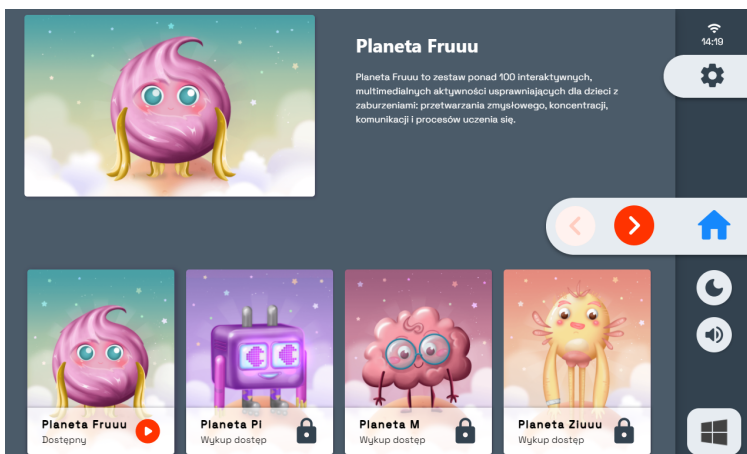 Planeta Fruuu
14:19
Planeta Fruuu to zestaw ponad 100 interaktywnych,
multimedialnych aktywności usprawniających dla dzieci z
zaburzeniami: przetwarzania zmysłowego, koncentracji,
komunikacji i procesów uczenia się.
Planeta Fruuu
Dostępny
Planeta PI
Wykup dostęp
Planeta M
Wykup dostęp
Planeta Zluuu
Wykup dostęp